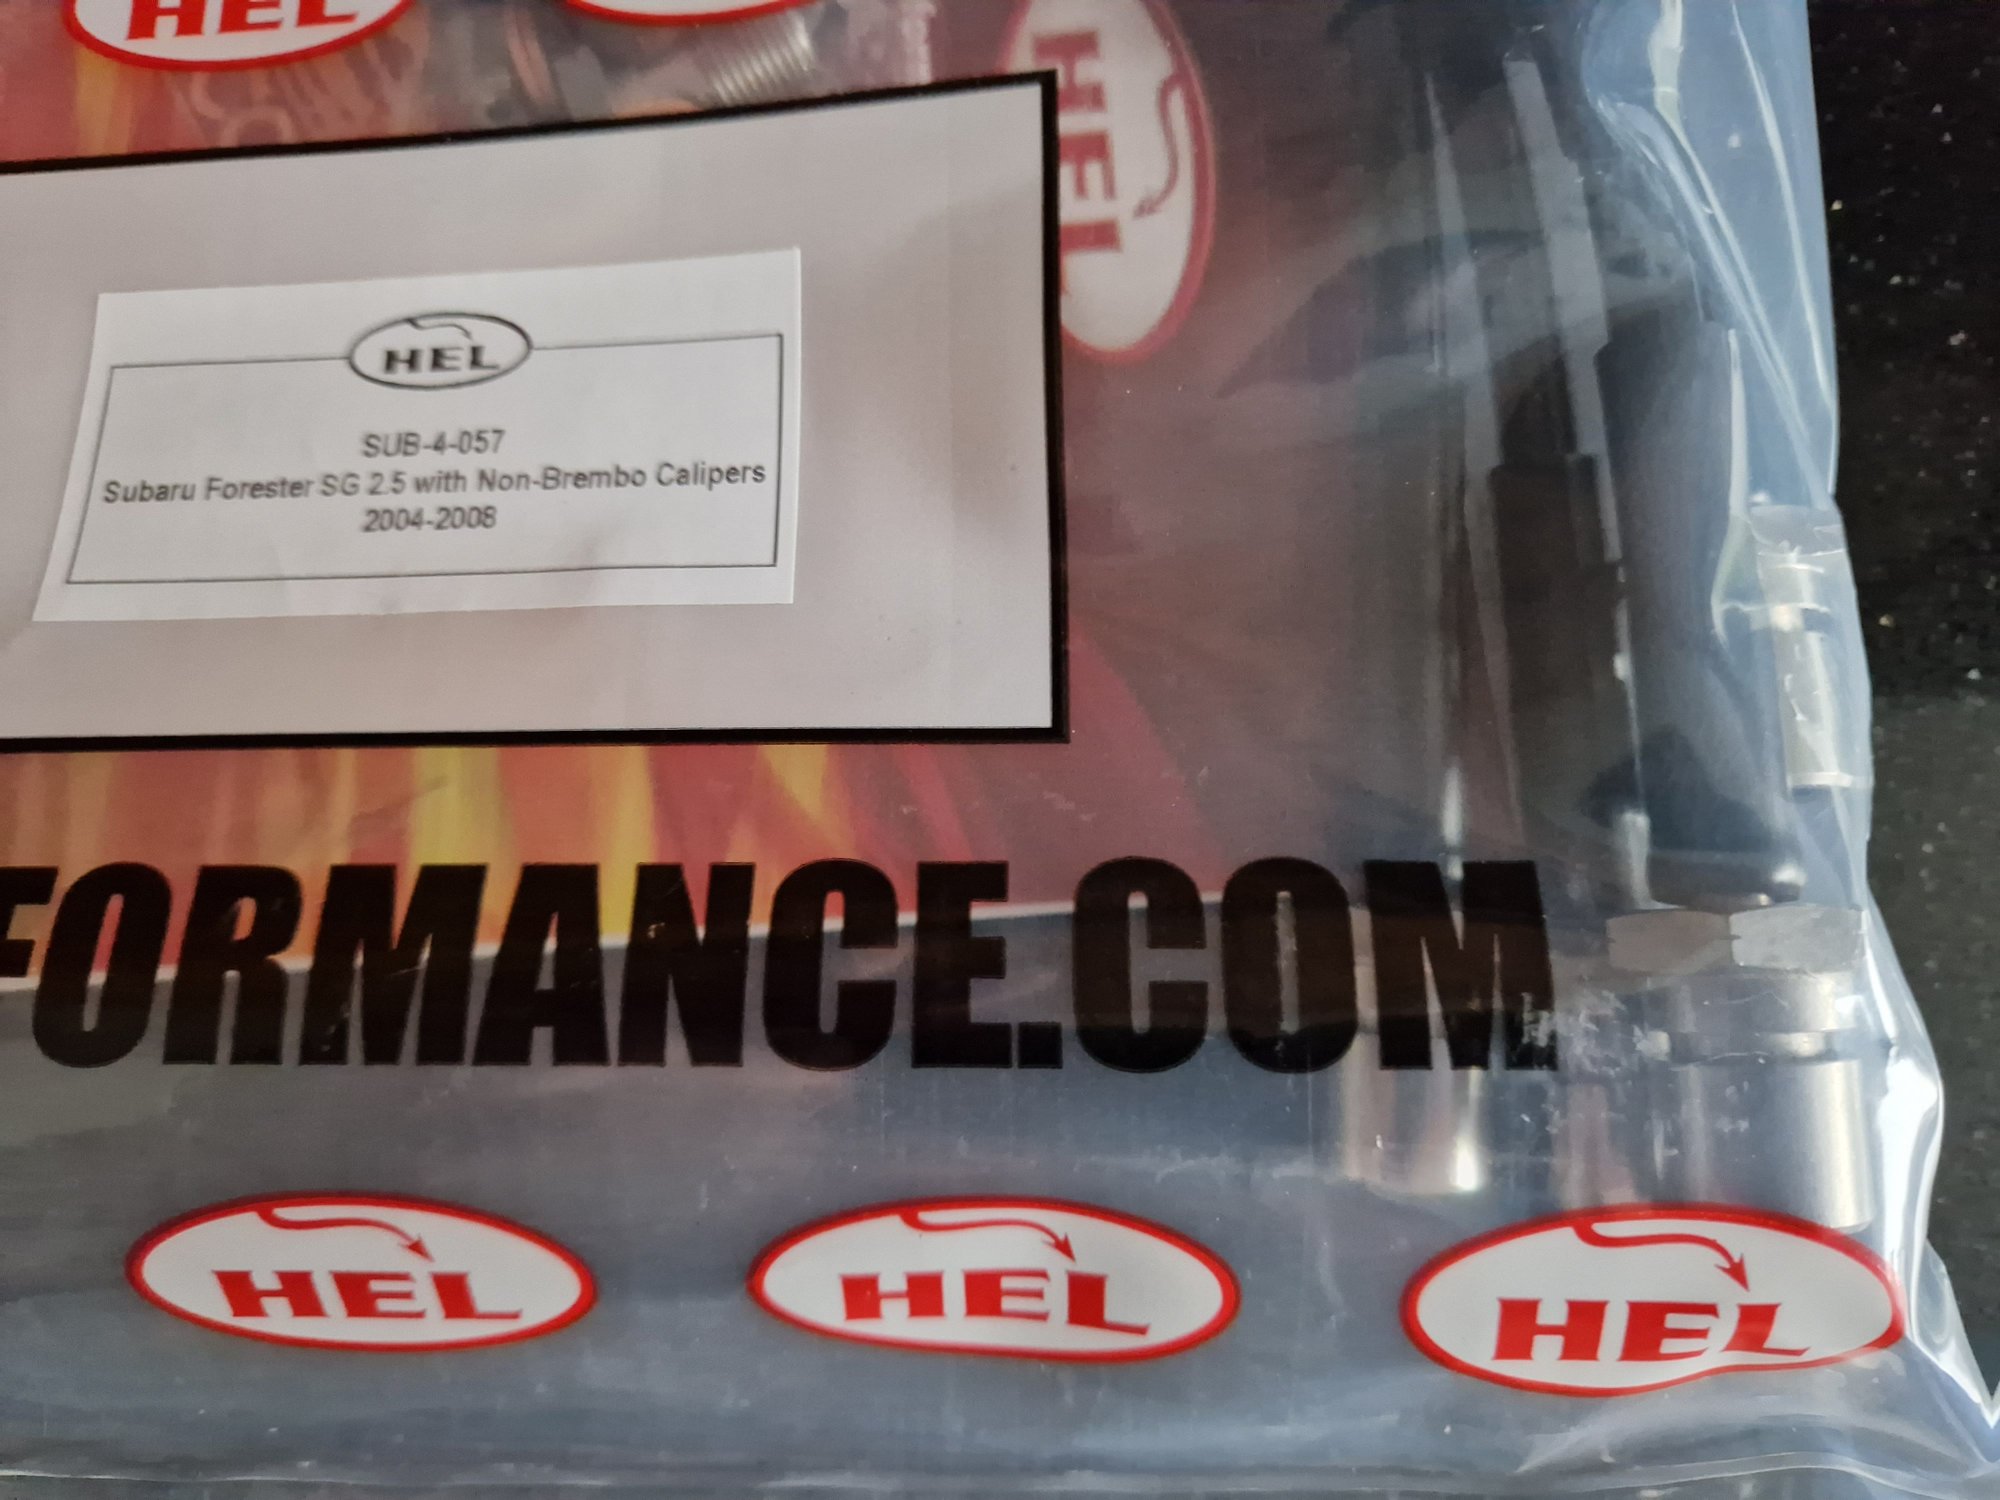 HEL
HEL
HEL
SUB-4-057
Subaru Forester SG 2.5 with Non-Brembo Calipers
2004-2008
FORMANCE.COM
HEL
HEL
HEL